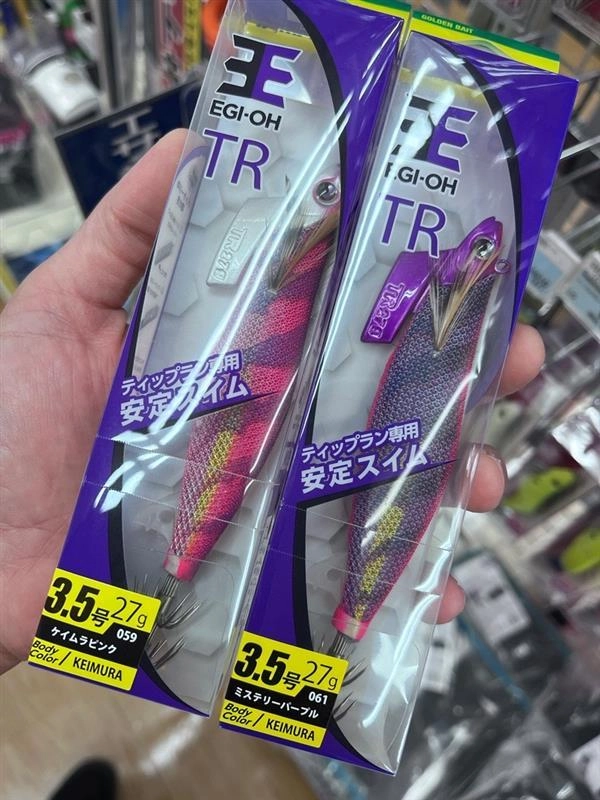 EGI-OH
TR
TR27g
ティップラン専用
安定スイム
3.5号 27g
059
ケイムラピンク
Body Color / KEIMURA
GOLDEN BAIT
EGI-OH
TR
TR27g
ティップラン専用
安定スイム
3.5号 27g
061
ミステリーパープル
Body Color / KEIMURA